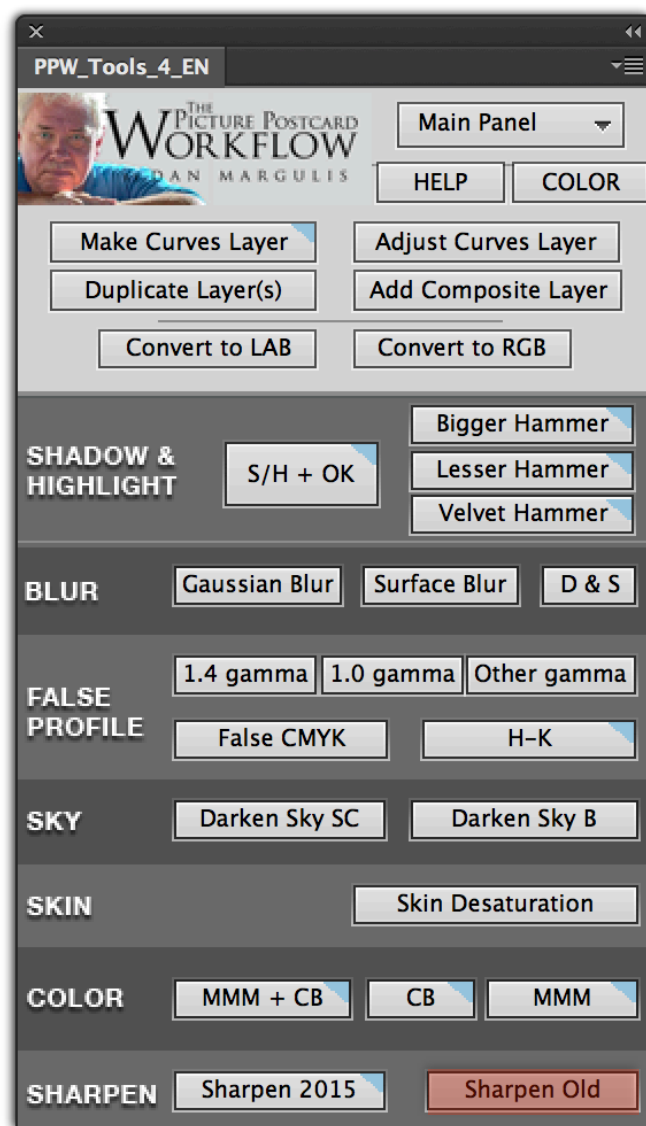 PPW_Tools_4_EN
THE
PICTURE POSTCARD
WORKFLOW
DAN MARGULIS
Main Panel
HELP COLOR
Make Curves Layer Adjust Curves Layer
Duplicate Layer(s) Add Composite Layer
Convert to LAB Convert to RGB
SHADOW &
HIGHLIGHT
S/H + OK
Bigger Hammer
Lesser Hammer
Velvet Hammer
BLUR Gaussian Blur Surface Blur D & S
FALSE
PROFILE
1.4 gamma 1.0 gamma Other gamma
False CMYK H-K
SKY Darken Sky SC Darken Sky B
SKIN Skin Desaturation
COLOR MMM + CB CB MMM
SHARPEN Sharpen 2015 Sharpen Old